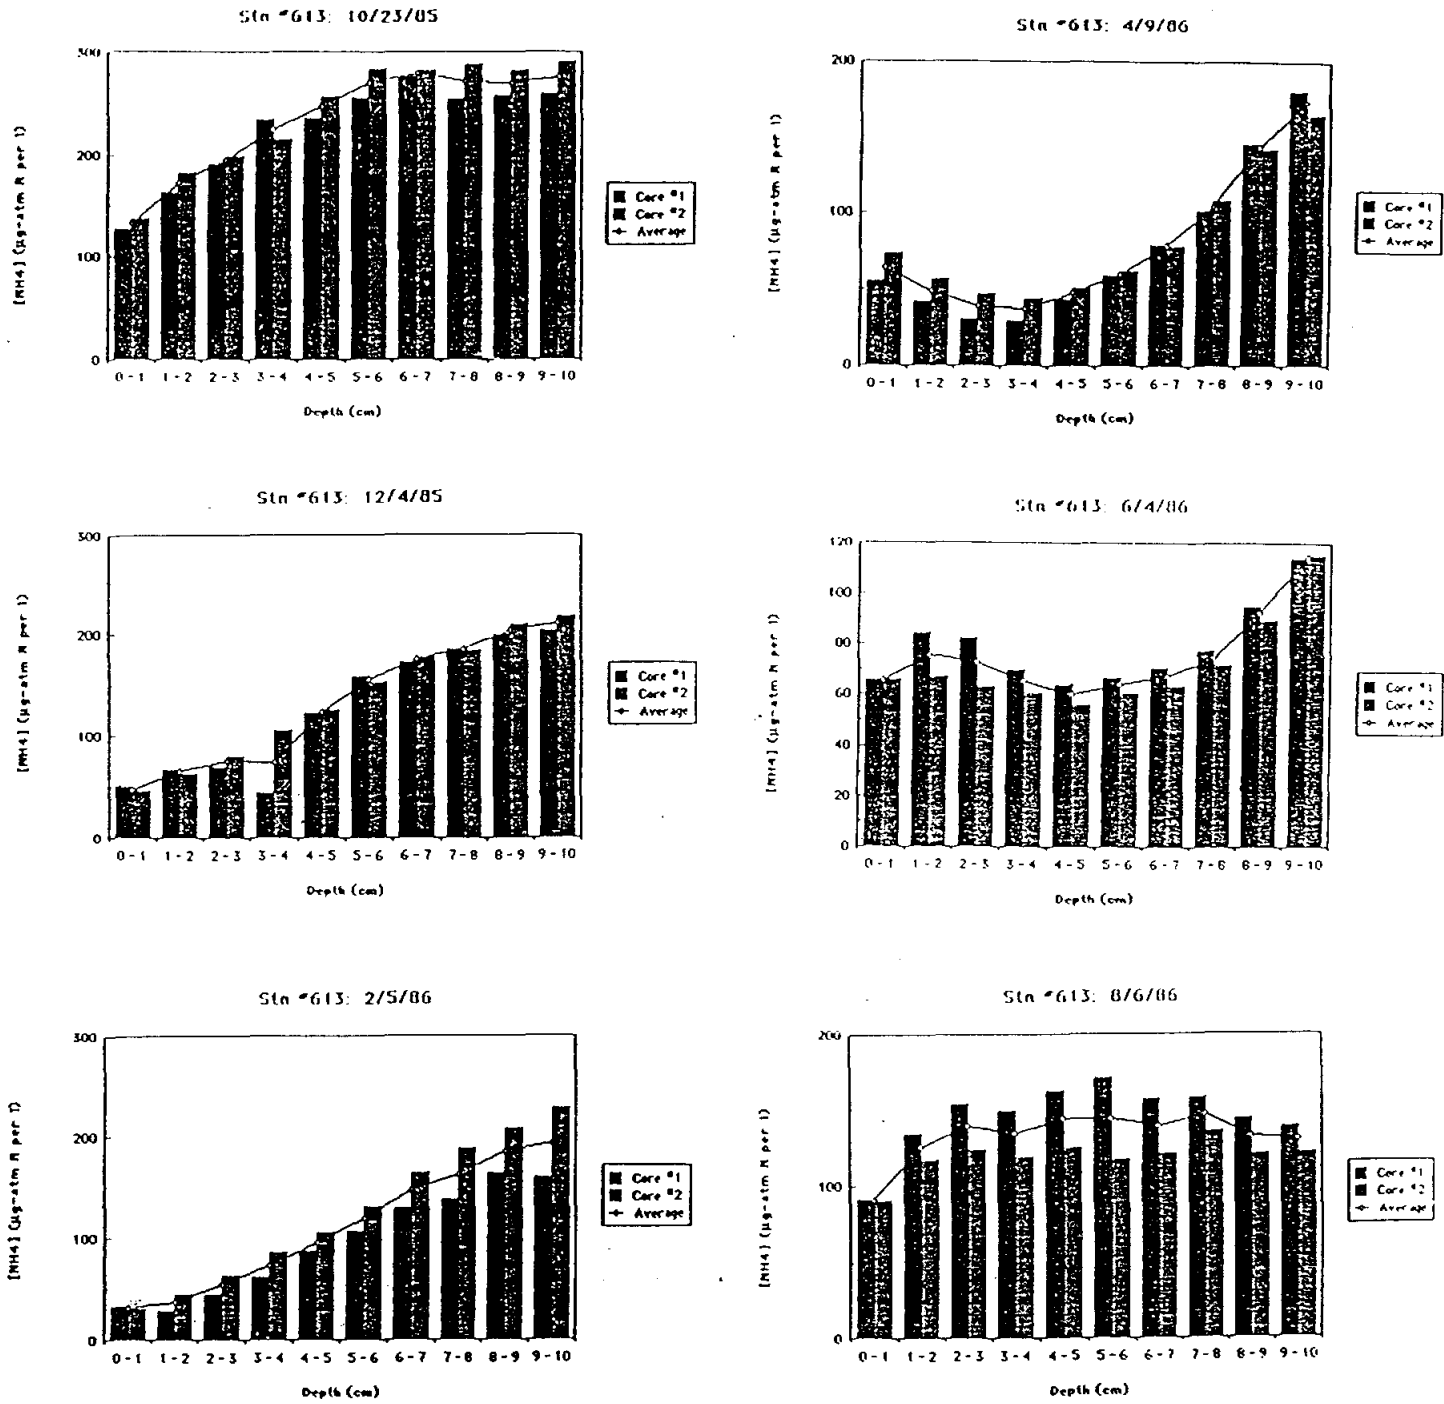 Stn #613: 10/23/85
300
200
100
0
[NH4] (µg-atm N per l)
0-1 1-2 2-3 3-4 4-5 5-6 6-7 7-8 8-9 9-10
Depth (cm)
Core #1
Core #2
Average
Stn #613: 4/9/86
200
100
0
[NH4] (µg-atm N per l)
0-1 1-2 2-3 3-4 4-5 5-6 6-7 7-8 8-9 9-10
Depth (cm)
Core #1
Core #2
Average
Stn #613: 12/4/85
300
200
100
0
[NH4] (µg-atm N per l)
0-1 1-2 2-3 3-4 4-5 5-6 6-7 7-8 8-9 9-10
Depth (cm)
Core #1
Core #2
Average
Stn #613: 6/4/86
120
100
80
60
40
20
0
[NH4] (µg-atm N per l)
0-1 1-2 2-3 3-4 4-5 5-6 6-7 7-8 8-9 9-10
Depth (cm)
Core #1
Core #2
Average
Stn #613: 2/5/86
300
200
100
0
[NH4] (µg-atm N per l)
0-1 1-2 2-3 3-4 4-5 5-6 6-7 7-8 8-9 9-10
Depth (cm)
Core #1
Core #2
Average
Stn #613: 8/6/86
200
100
0
[NH4] (µg-atm N per l)
0-1 1-2 2-3 3-4 4-5 5-6 6-7 7-8 8-9 9-10
Depth (cm)
Core #1
Core #2
Average